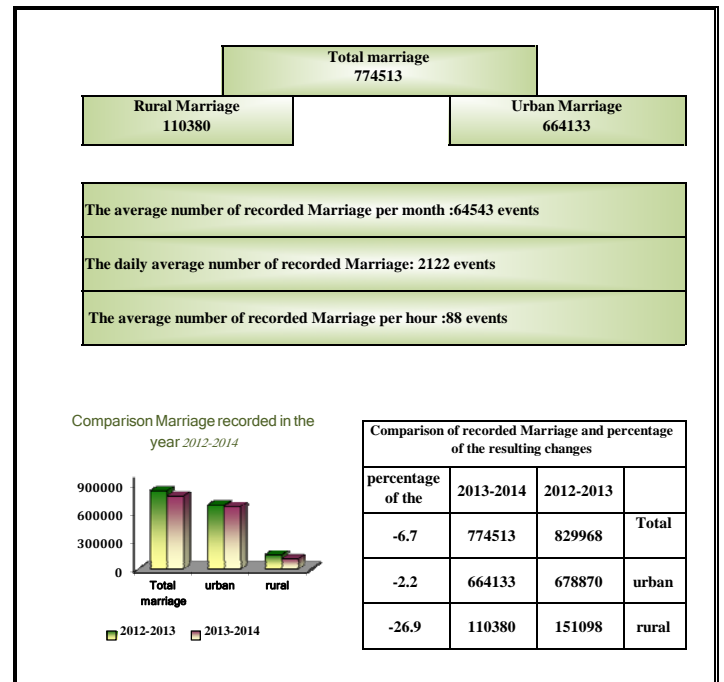 Total marriage
774513
Rural Marriage
110380
Urban Marriage
664133
The average number of recorded Marriage per month :64543 events
The daily average number of recorded Marriage: 2122 events
The average number of recorded Marriage per hour :88 events
Comparison Marriage recorded in the
year 2012-2014
900000
600000
300000
0
Total
marriage
urban
rural
2012-2013
2013-2014
Comparison of recorded Marriage and percentage
of the resulting changes
percentage
of the
2013-2014
2012-2013
-6.7
774513
829968
Total
-2.2
664133
678870
urban
-26.9
110380
151098
rural